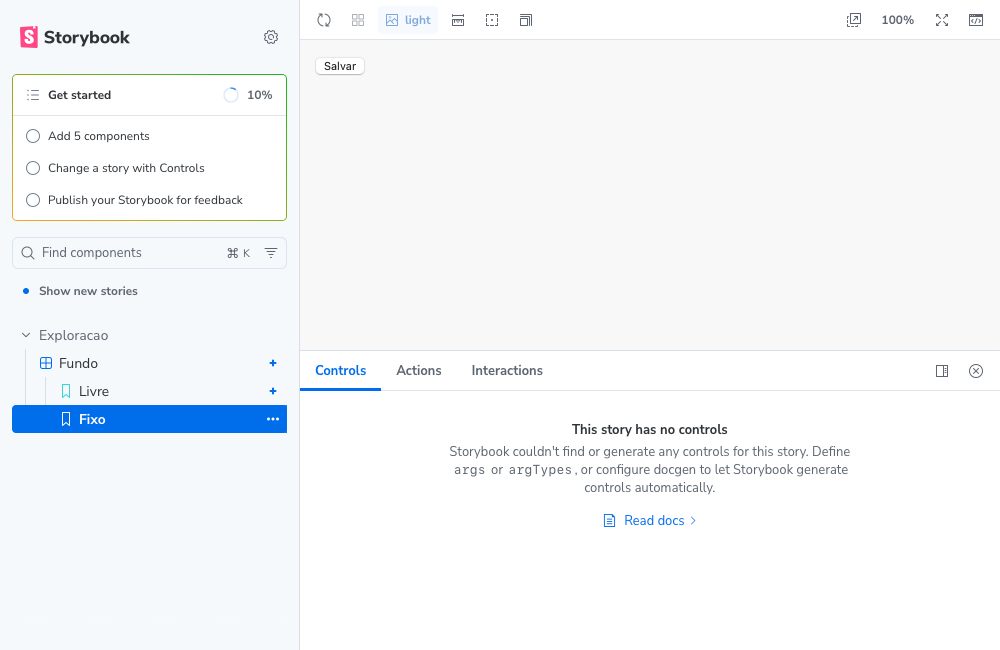 Storybook
light
100%
Salvar
Get started
10%
Add 5 components
Change a story with Controls
Publish your Storybook for feedback
Find components
⌘ K
Show new stories
Exploracao
Fundo
Livre
Fixo
Controls
Actions
Interactions
This story has no controls
Storybook couldn't find or generate any controls for this story. Define
args or argTypes, or configure docgen to let Storybook generate
controls automatically.
Read docs